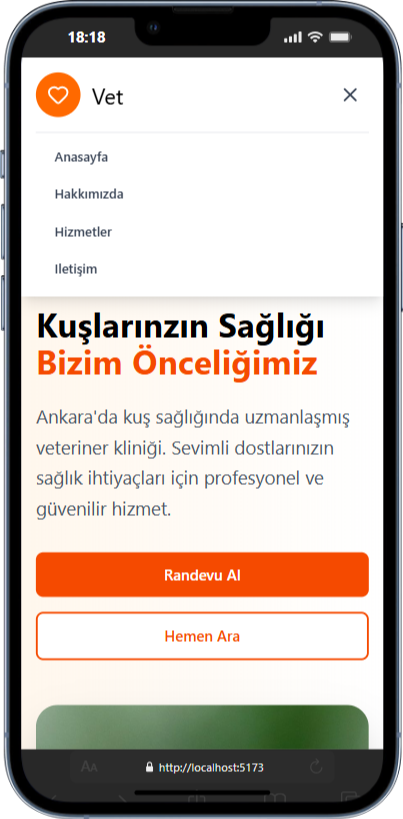 18:18
Vet
Anasayfa
Hakkımızda
Hizmetler
Iletişim
Kuşlarınzın Sağlığı
Bizim Önceliğimiz
Ankara'da kuş sağlığında uzmanlaşmış
veteriner kliniği. Sevimli dostlarınızın
sağlık ihtiyaçları için profesyonel ve
güvenilir hizmet.
Randevu Al
Hemen Ara
AA http://localhost:5173